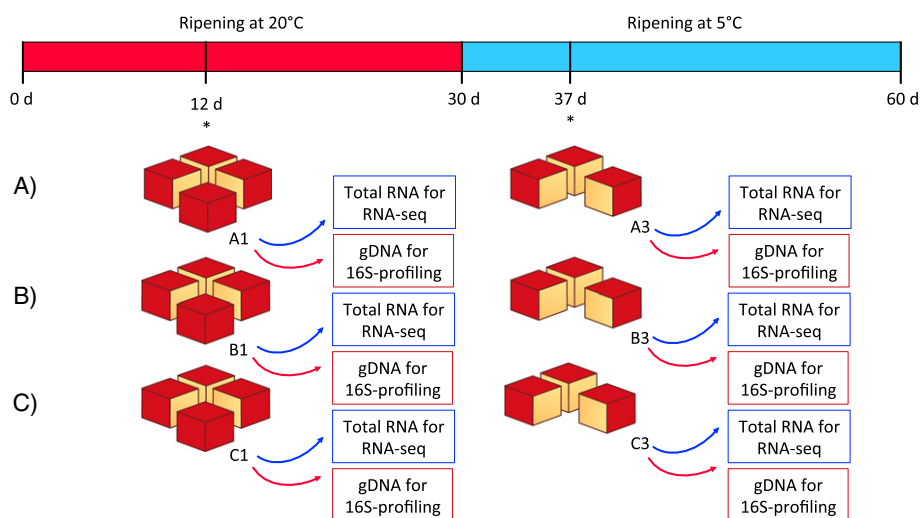 Ripening at 20°C
Ripening at 5°C
0 d
12 d
30 d
37 d
60 d
*
*
A)
Total RNA for
RNA-seq
A1
gDNA for
16S-profiling
Total RNA for
RNA-seq
A3
gDNA for
16S-profiling
B)
Total RNA for
RNA-seq
B1
gDNA for
16S-profiling
Total RNA for
RNA-seq
B3
gDNA for
16S-profiling
C)
Total RNA for
RNA-seq
C1
gDNA for
16S-profiling
Total RNA for
RNA-seq
C3
gDNA for
16S-profiling